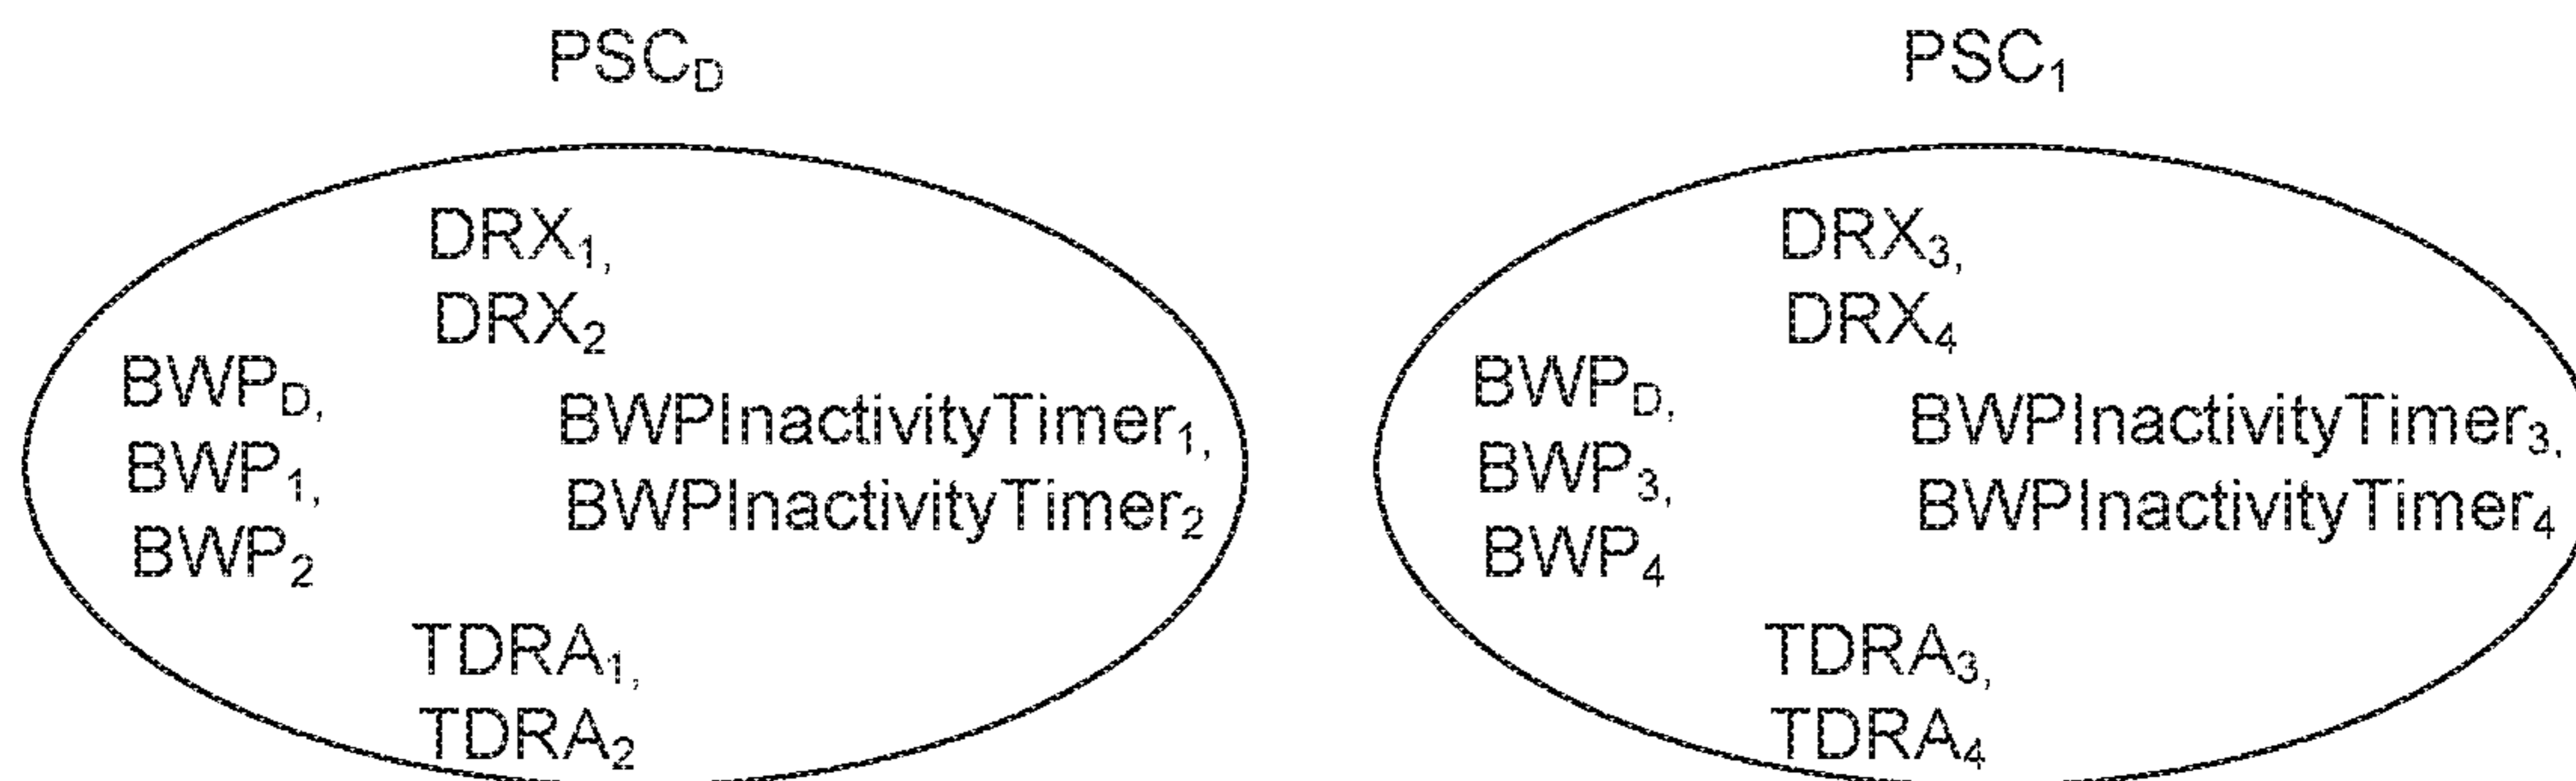 PSC_D
DRX_1,
DRX_2
BWP_D,
BWP_1,
BWP_2
BWPInactivityTimer_1,
BWPInactivityTimer_2
TDRA_1,
TDRA_2
PSC_1
DRX_3,
DRX_4
BWP_D,
BWP_3,
BWP_4
BWPInactivityTimer_3,
BWPInactivityTimer_4
TDRA_3,
TDRA_4